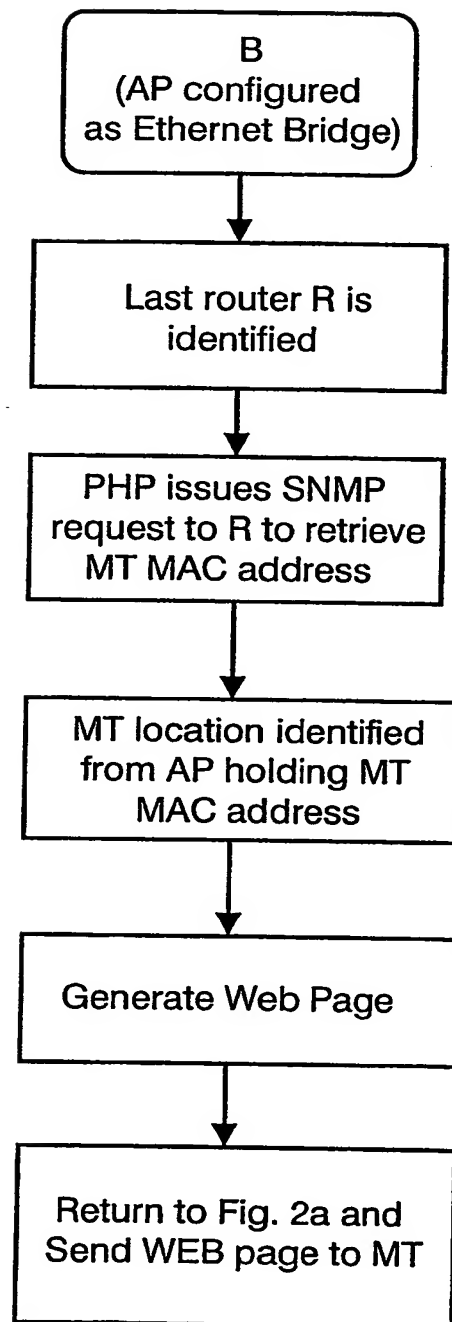 B
(AP configured
as Ethernet Bridge)
Last router R is
identified
PHP issues SNMP
request to R to retrieve
MT MAC address
MT location identified
from AP holding MT
MAC address
Generate Web Page
Return to Fig. 2a and
Send WEB page to MT